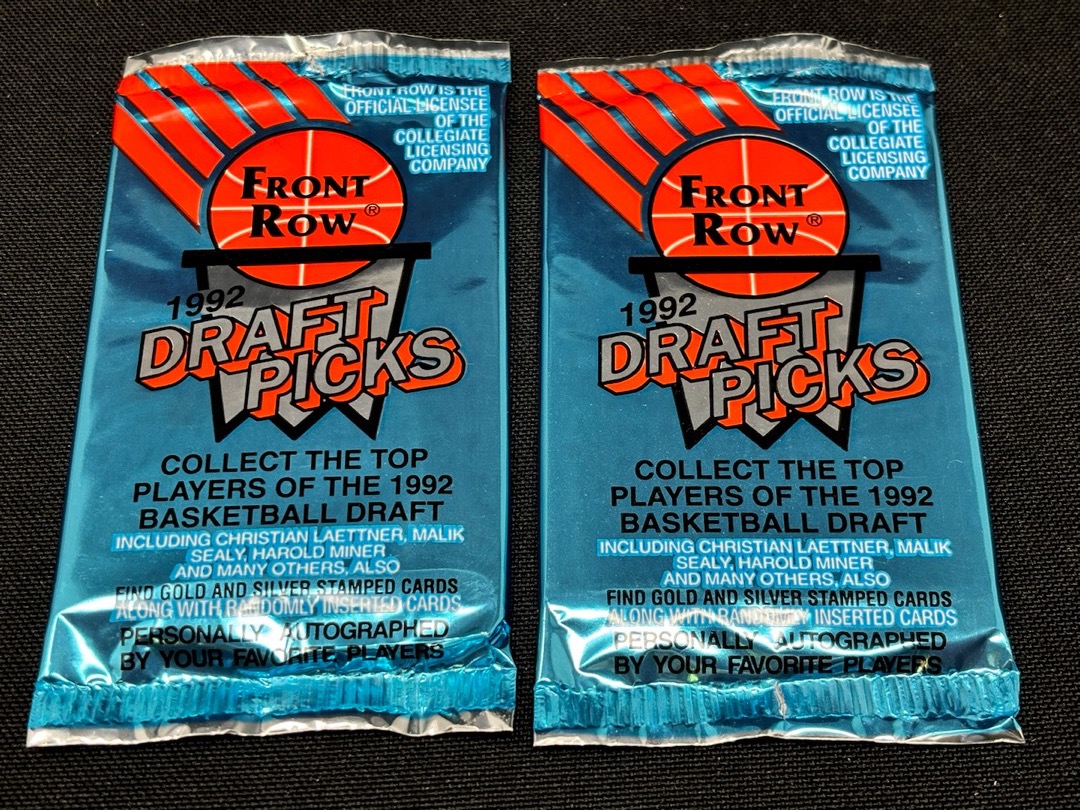 FRONT ROW IS THE
OFFICIAL LICENSEE
OF THE
COLLEGIATE
LICENSING
COMPANY
FRONT
ROW®
1992
DRAFT
PICKS
COLLECT THE TOP
PLAYERS OF THE 1992
BASKETBALL DRAFT
INCLUDING CHRISTIAN LAETTNER, MALIK
SEALY, HAROLD MINER
AND MANY OTHERS, ALSO
FIND GOLD AND SILVER STAMPED CARDS
ALONG WITH RANDOMLY INSERTED CARDS
PERSONALLY AUTOGRAPHED
BY YOUR FAVORITE PLAYERS
FRONT ROW IS THE
OFFICIAL LICENSEE
OF THE
COLLEGIATE
LICENSING
COMPANY
FRONT
ROW®
1992
DRAFT
PICKS
COLLECT THE TOP
PLAYERS OF THE 1992
BASKETBALL DRAFT
INCLUDING CHRISTIAN LAETTNER, MALIK
SEALY, HAROLD MINER
AND MANY OTHERS, ALSO
FIND GOLD AND SILVER STAMPED CARDS
ALONG WITH RANDOMLY INSERTED CARDS
PERSONALLY AUTOGRAPHED
BY YOUR FAVORITE PLAYERS